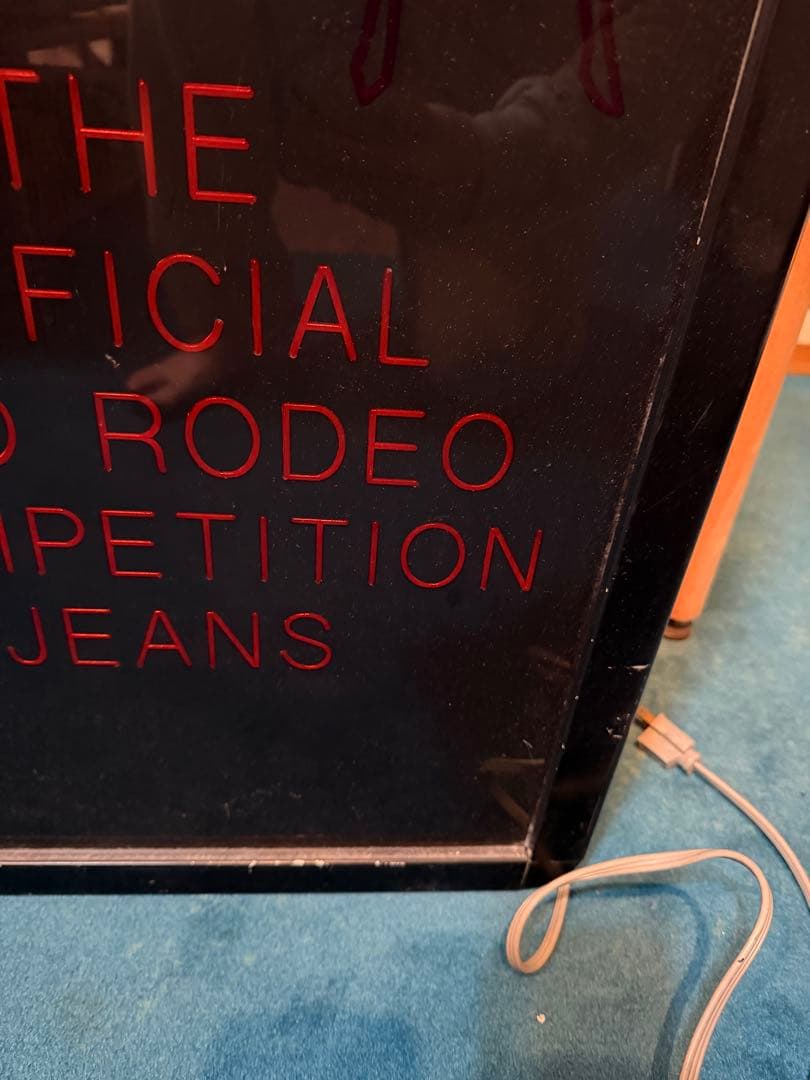 THE
FICIAL
RODEO
PETITION
JEANS